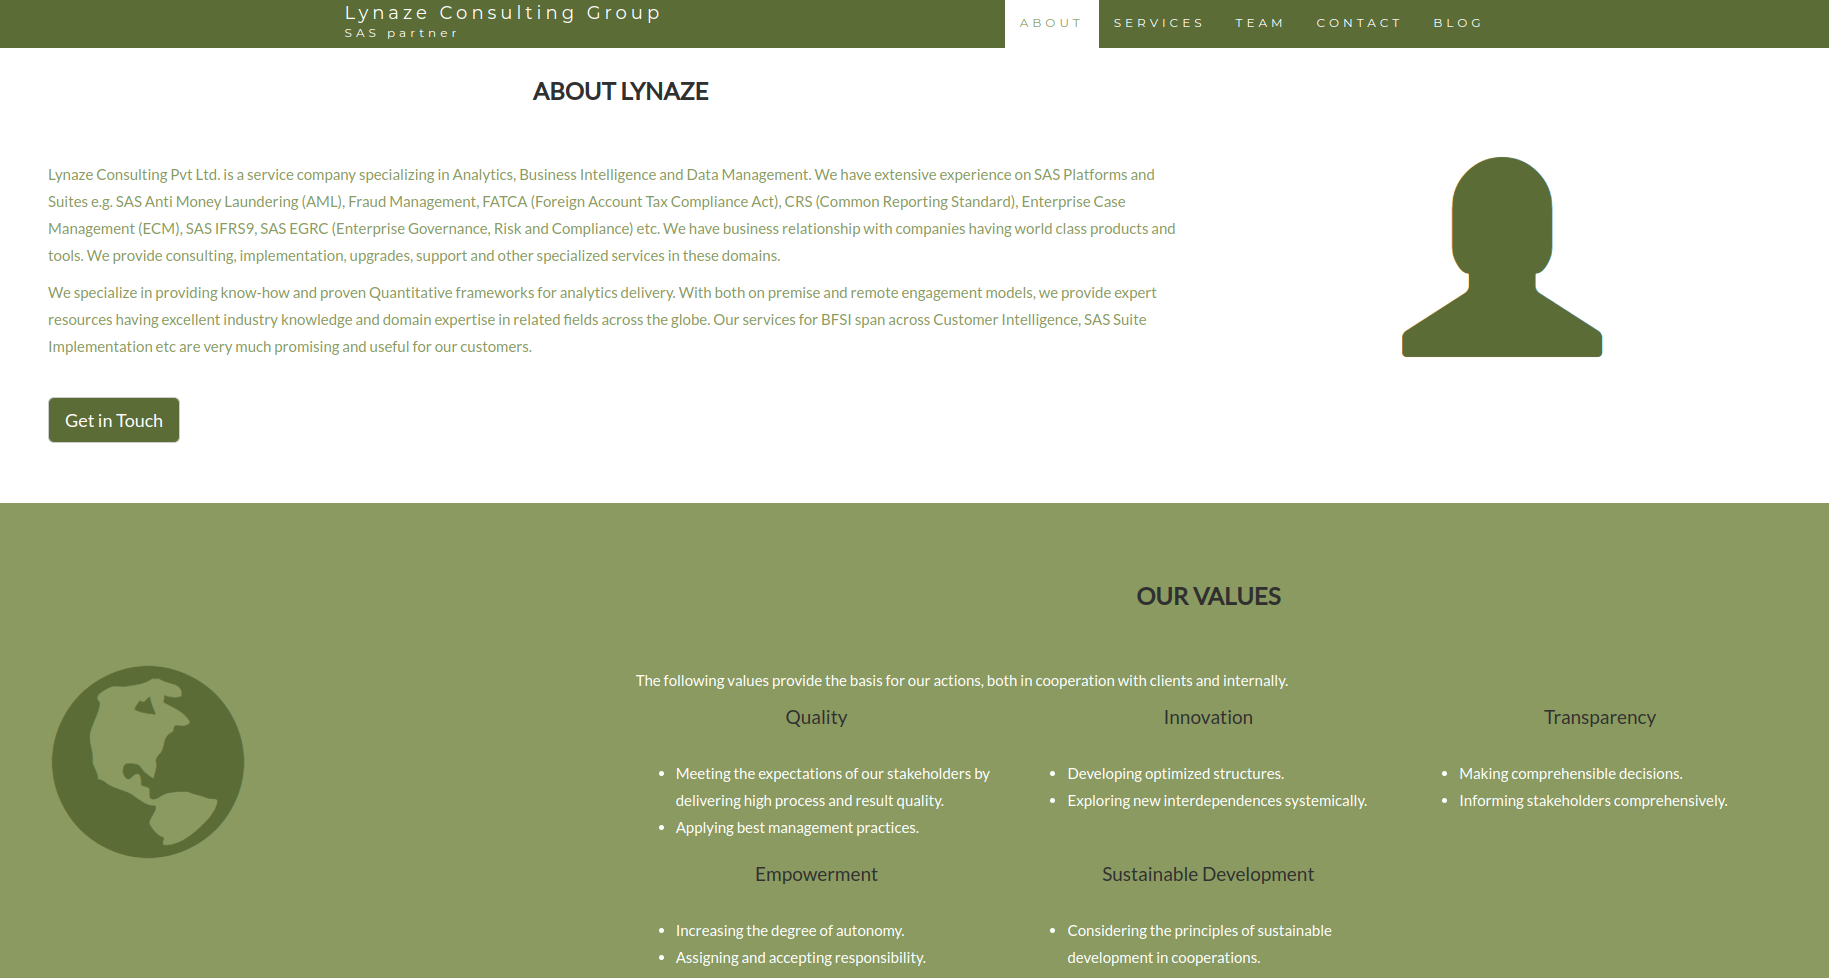 Lynaze Consulting Group
SAS partner
ABOUT SERVICES TEAM CONTACT BLOG
ABOUT LYNAZE
Lynaze Consulting Pvt Ltd. is a service company specializing in Analytics, Business Intelligence and Data Management. We have extensive experience on SAS Platforms and
Suites e.g. SAS Anti Money Laundering (AML), Fraud Management, FATCA (Foreign Account Tax Compliance Act), CRS (Common Reporting Standard), Enterprise Case
Management (ECM), SAS IFRS9, SAS EGRC (Enterprise Governance, Risk and Compliance) etc. We have business relationship with companies having world class products and
tools. We provide consulting, implementation, upgrades, support and other specialized services in these domains.
We specialize in providing know-how and proven Quantitative frameworks for analytics delivery. With both on premise and remote engagement models, we provide expert
resources having excellent industry knowledge and domain expertise in related fields across the globe. Our services for BFSI span across Customer Intelligence, SAS Suite
Implementation etc are very much promising and useful for our customers.
Get in Touch
OUR VALUES
The following values provide the basis for our actions, both in cooperation with clients and internally.
Quality
• Meeting the expectations of our stakeholders by
delivering high process and result quality.
• Applying best management practices.
Innovation
• Developing optimized structures.
• Exploring new interdependences systemically.
Transparency
• Making comprehensible decisions.
• Informing stakeholders comprehensively.
Empowerment
• Increasing the degree of autonomy.
• Assigning and accepting responsibility.
Sustainable Development
• Considering the principles of sustainable
development in cooperations.